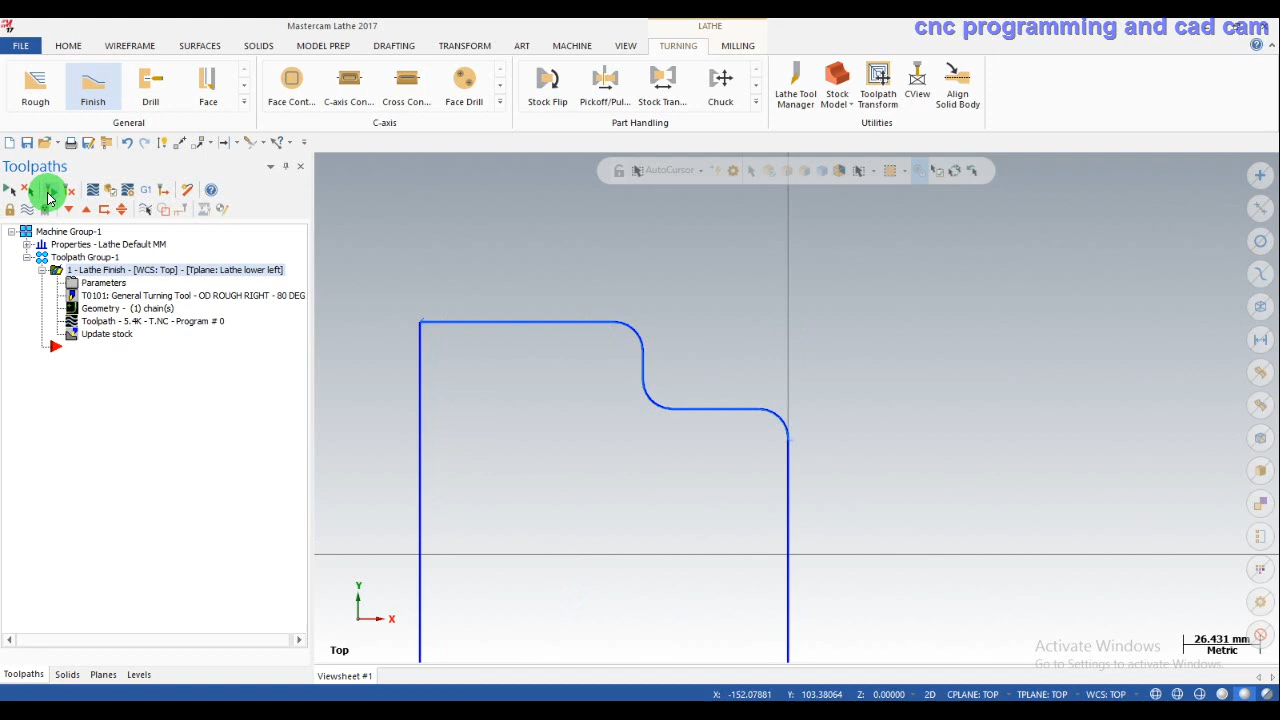 Mastercam Lathe 2017
LATHE
cnc programming and cad cam
FILE
HOME
WIREFRAME
SURFACES
SOLIDS
MODEL PREP
DRAFTING
TRANSFORM
ART
MACHINE
VIEW
TURNING
MILLING
Rough
Finish
Drill
Face
Face Cont...
C-axis Con...
Cross Con...
Face Drill
Stock Flip
Pickoff/Pul...
Stock Tran...
Chuck
Lathe Tool Manager
Stock Model
Toolpath Transform
CView
Align Solid Body
General
C-axis
Part Handling
Utilities
Toolpaths
G1
AutoCursor
Machine Group-1
Properties - Lathe Default MM
Toolpath Group-1
1 - Lathe Finish - [WCS: Top] - [Tplane: Lathe lower left]
Parameters
T0101: General Turning Tool - OD ROUGH RIGHT - 80 DEG
Geometry - (1) chain(s)
Toolpath - 5.4K - T.NC - Program # 0
Update stock
Y
X
Top
26.431 mm
Metric
Activate Windows
Go to Settings to activate Windows.
Toolpaths
Solids
Planes
Levels
Viewsheet #1
X: -152.07881
Y: 103.38064
Z: 0.00000
2D
CPLANE: TOP
TPLANE: TOP
WCS: TOP